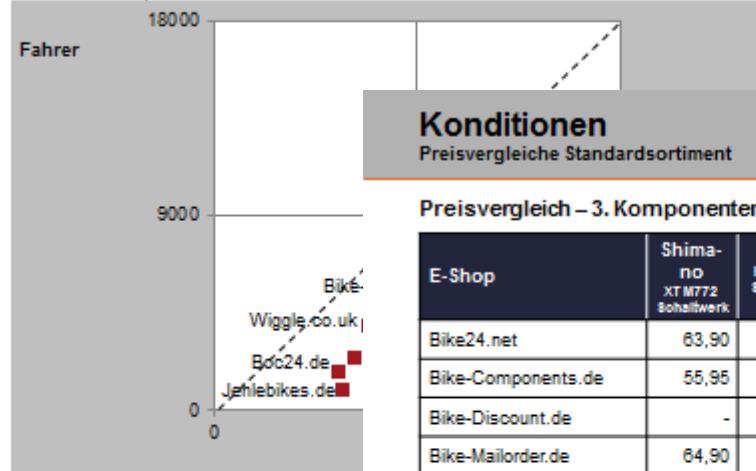 18000
Fahrer
9000
Bike-
Wiggle.co.uk
Boc24.de
Jehlebikes.de
0
0
Konditionen
Preisvergleiche Standardsortiment
Preisvergleich – 3. Komponenten
E-Shop
Shima-
no
XT M772
Schaltwerk
Bike24.net
63,90
Bike-Components.de
55,95
Bike-Discount.de
-
Bike-Mailorder.de
64,90